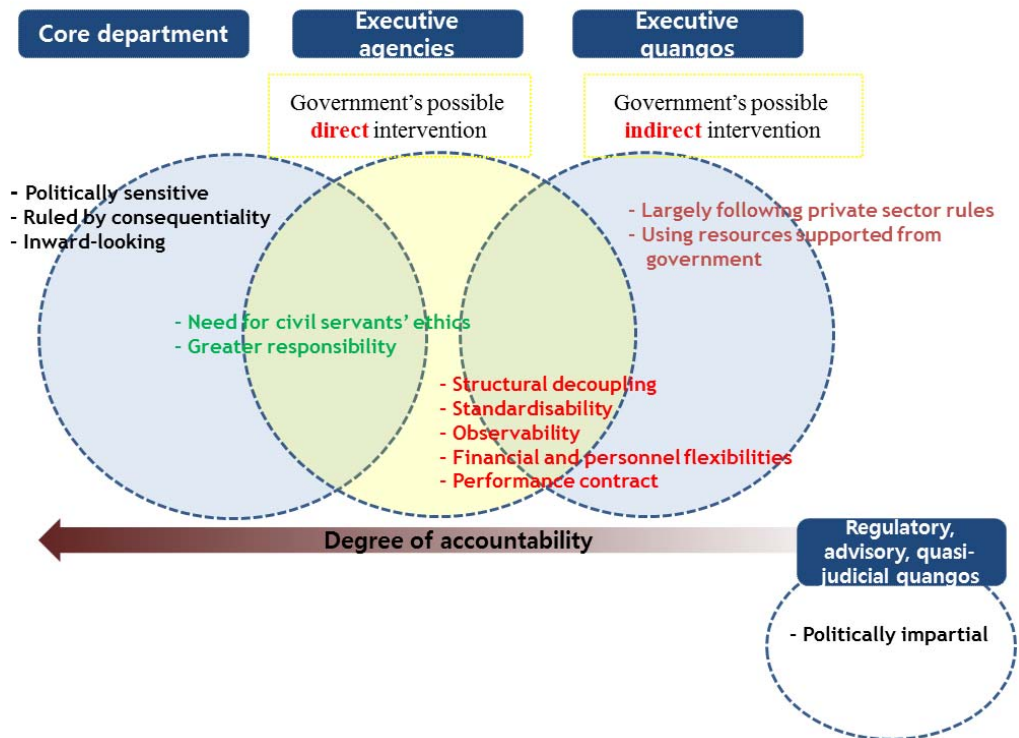 Core department
Executive
agencies
Executive
quangos
Government’s possible
direct intervention
Government’s possible
indirect intervention
- Politically sensitive
- Ruled by consequentiality
- Inward-looking
- Largely following private sector rules
- Using resources supported from
government
- Need for civil servants’ ethics
- Greater responsibility
- Structural decoupling
- Standardisability
- Observability
- Financial and personnel flexibilities
- Performance contract
Degree of accountability
Regulatory,
advisory, quasi-
judicial quangos
- Politically impartial